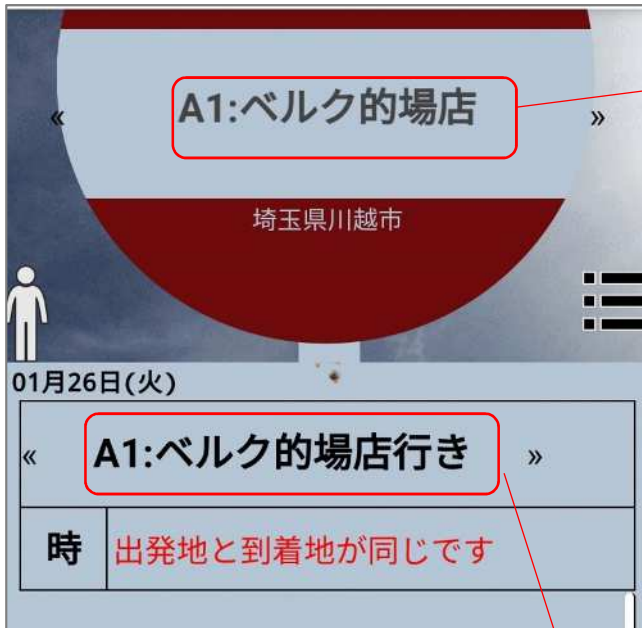 « A1:ベルク的場店 »
埼玉県川越市
01月26日(火)
« A1:ベルク的場店行き »
時 出発地と到着地が同じです